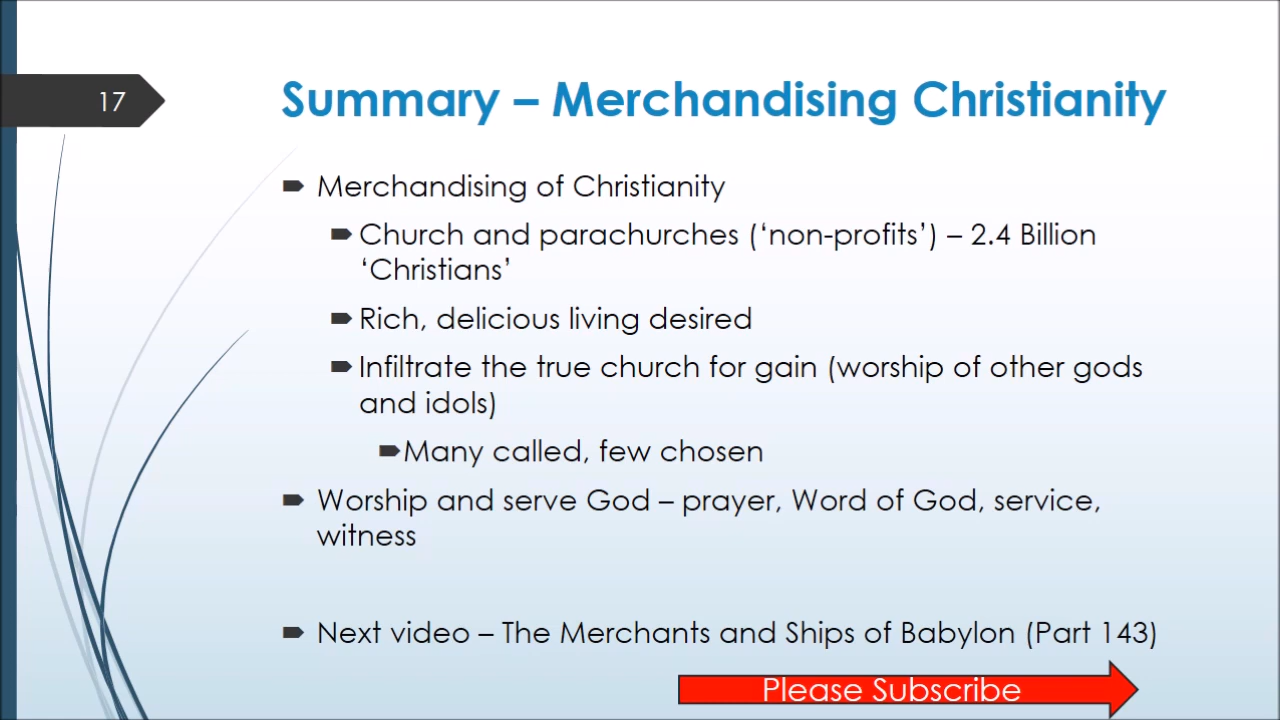 17
Summary – Merchandising Christianity
Merchandising of Christianity
Church and parachurches (‘non-profits’) – 2.4 Billion
‘Christians’
Rich, delicious living desired
Infiltrate the true church for gain (worship of other gods
and idols)
Many called, few chosen
Worship and serve God – prayer, Word of God, service,
witness
Next video – The Merchants and Ships of Babylon (Part 143)
Please Subscribe